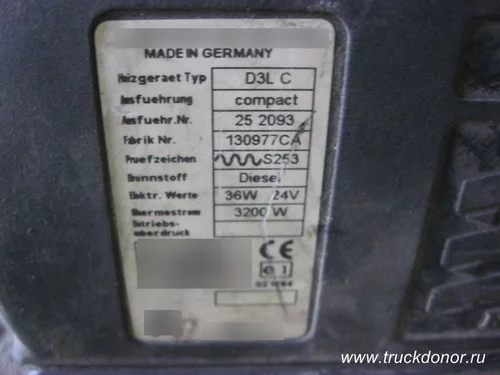 MADE IN GERMANY
Heizgeraet Typ D3L C
Ausfuehrung compact
Ausfuehr.Nr. 25 2093
Fabrik Nr. 130977CA
Pruefzeichen S253
Brennstoff Diesel
Elektr. Werte 36W 24V
Waermestrom 3200 W
Betriebs-
ueberdruck
CE
www.truckdonor.ru